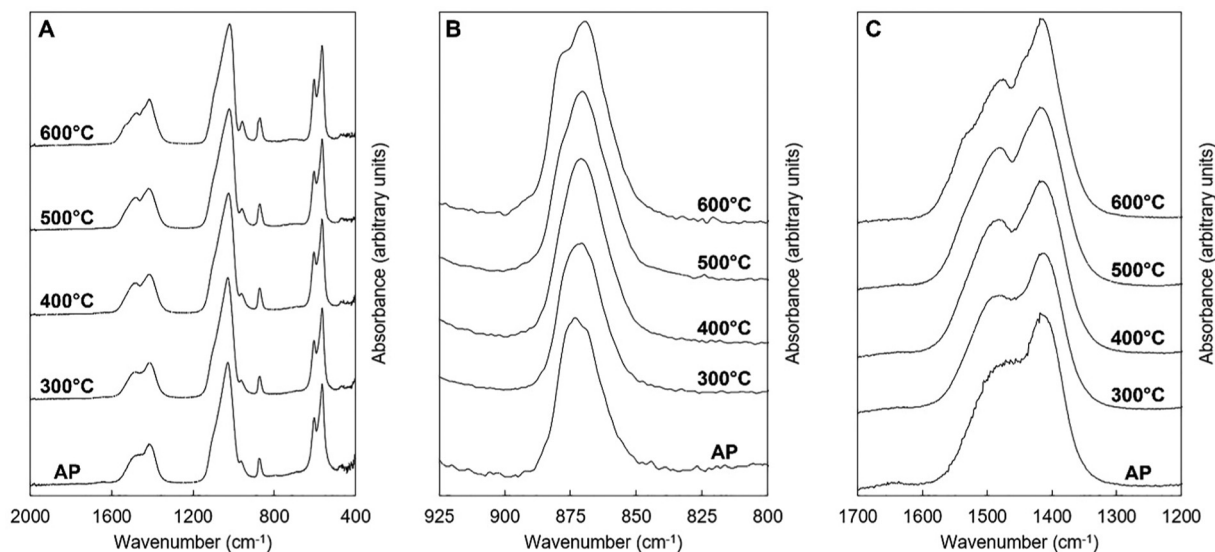 A
600°C
500°C
400°C
300°C
AP
2000 1600 1200 800 400
Wavenumber (cm⁻¹)
Absorbance (arbitrary units)
B
600°C
500°C
400°C
300°C
AP
925 900 875 850 825 800
Wavenumber (cm⁻¹)
Absorbance (arbitrary units)
C
600°C
500°C
400°C
300°C
AP
1700 1600 1500 1400 1300 1200
Wavenumber (cm⁻¹)
Absorbance (arbitrary units)